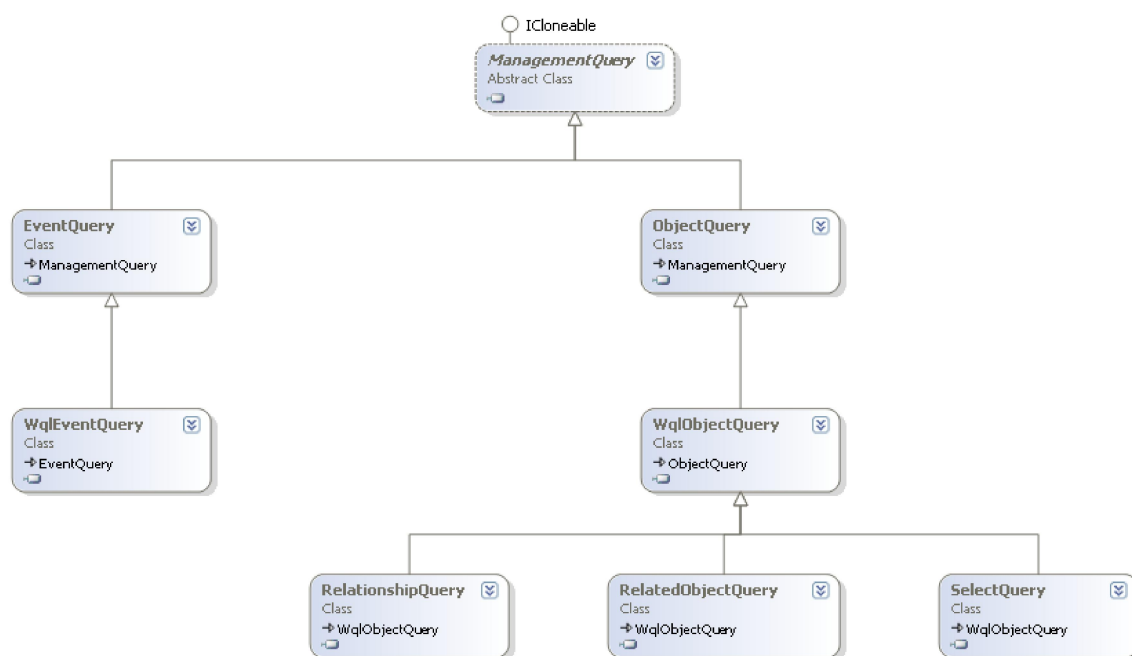 ICloneable
ManagementQuery
Abstract Class
EventQuery
Class
ManagementQuery
ObjectQuery
Class
ManagementQuery
WqlEventQuery
Class
EventQuery
WqlObjectQuery
Class
ObjectQuery
RelationshipQuery
Class
WqlObjectQuery
RelatedObjectQuery
Class
WqlObjectQuery
SelectQuery
Class
WqlObjectQuery